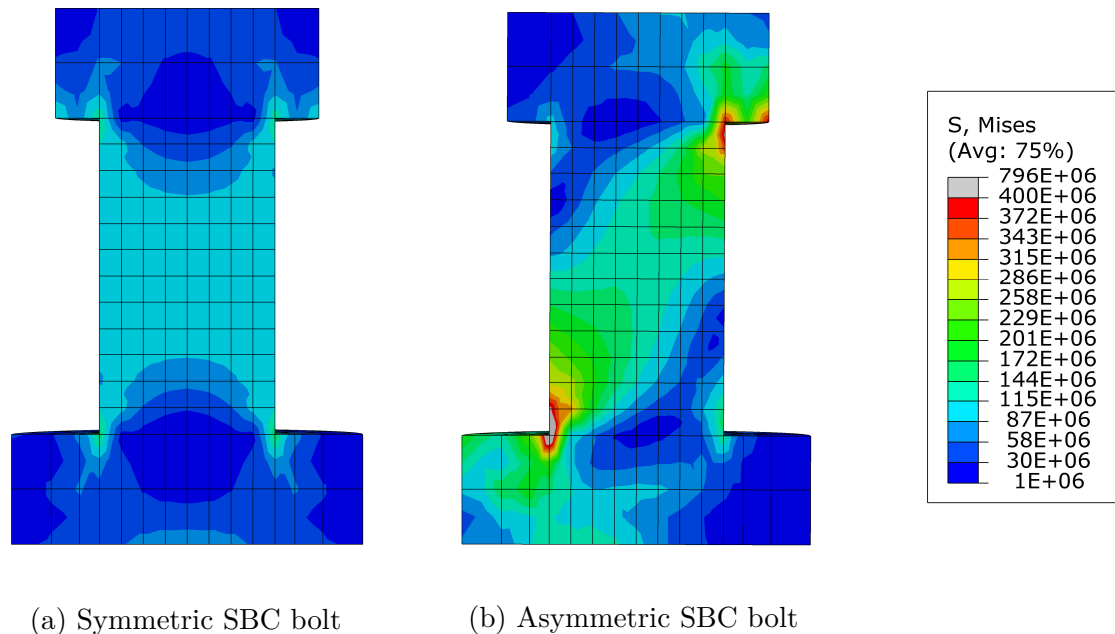 S, Mises
(Avg: 75%)
796E+06
400E+06
372E+06
343E+06
315E+06
286E+06
258E+06
229E+06
201E+06
172E+06
144E+06
115E+06
87E+06
58E+06
30E+06
1E+06
(a) Symmetric SBC bolt
(b) Asymmetric SBC bolt